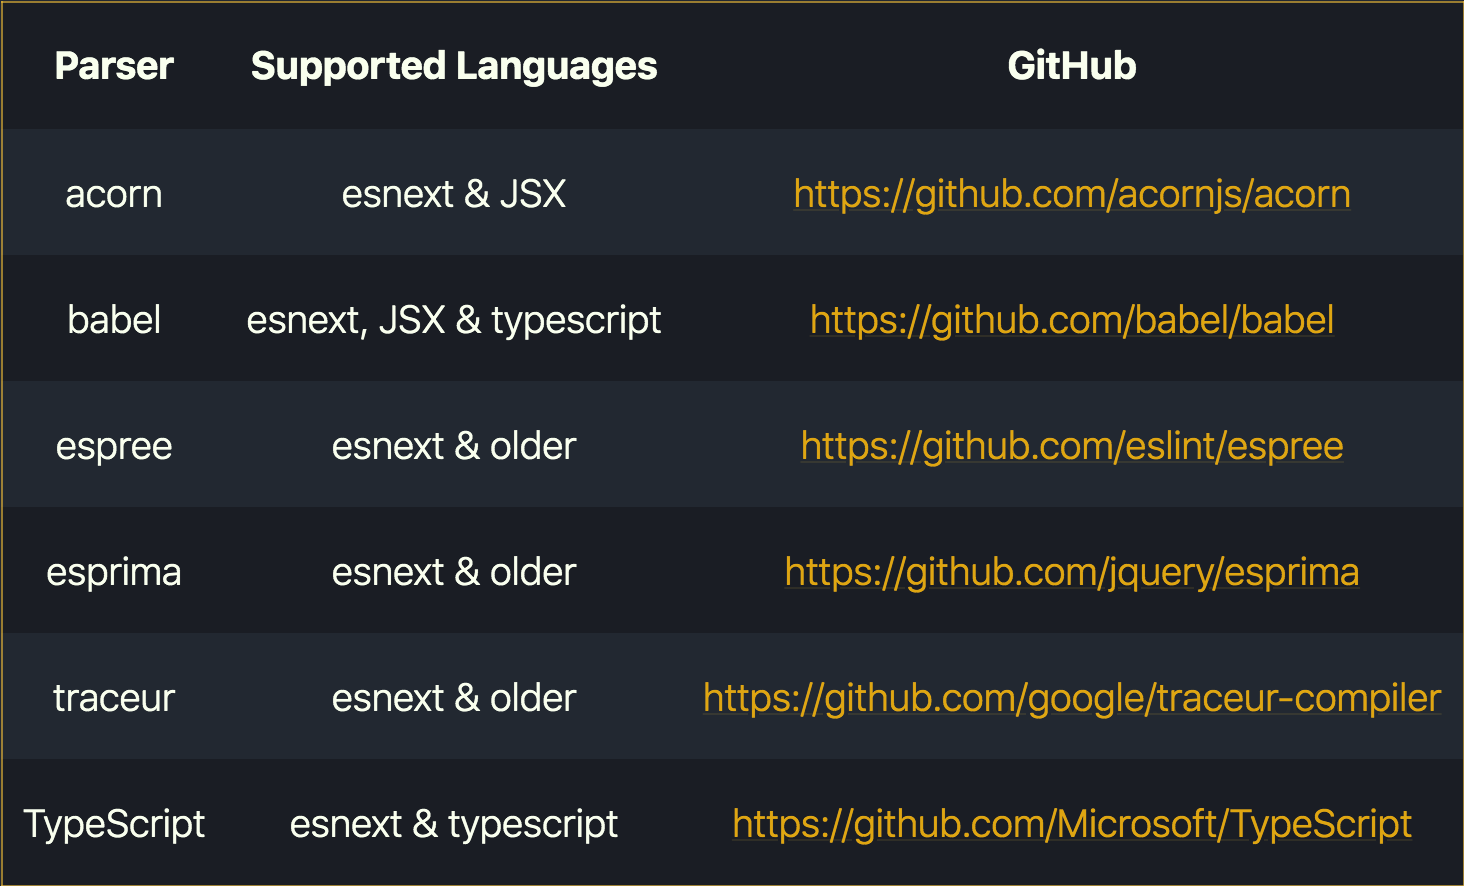 Parser Supported Languages GitHub
acorn esnext & JSX https://github.com/acornjs/acorn
babel esnext, JSX & typescript https://github.com/babel/babel
espree esnext & older https://github.com/eslint/espree
esprima esnext & older https://github.com/jquery/esprima
traceur esnext & older https://github.com/google/traceur-compiler
TypeScript esnext & typescript https://github.com/Microsoft/TypeScript